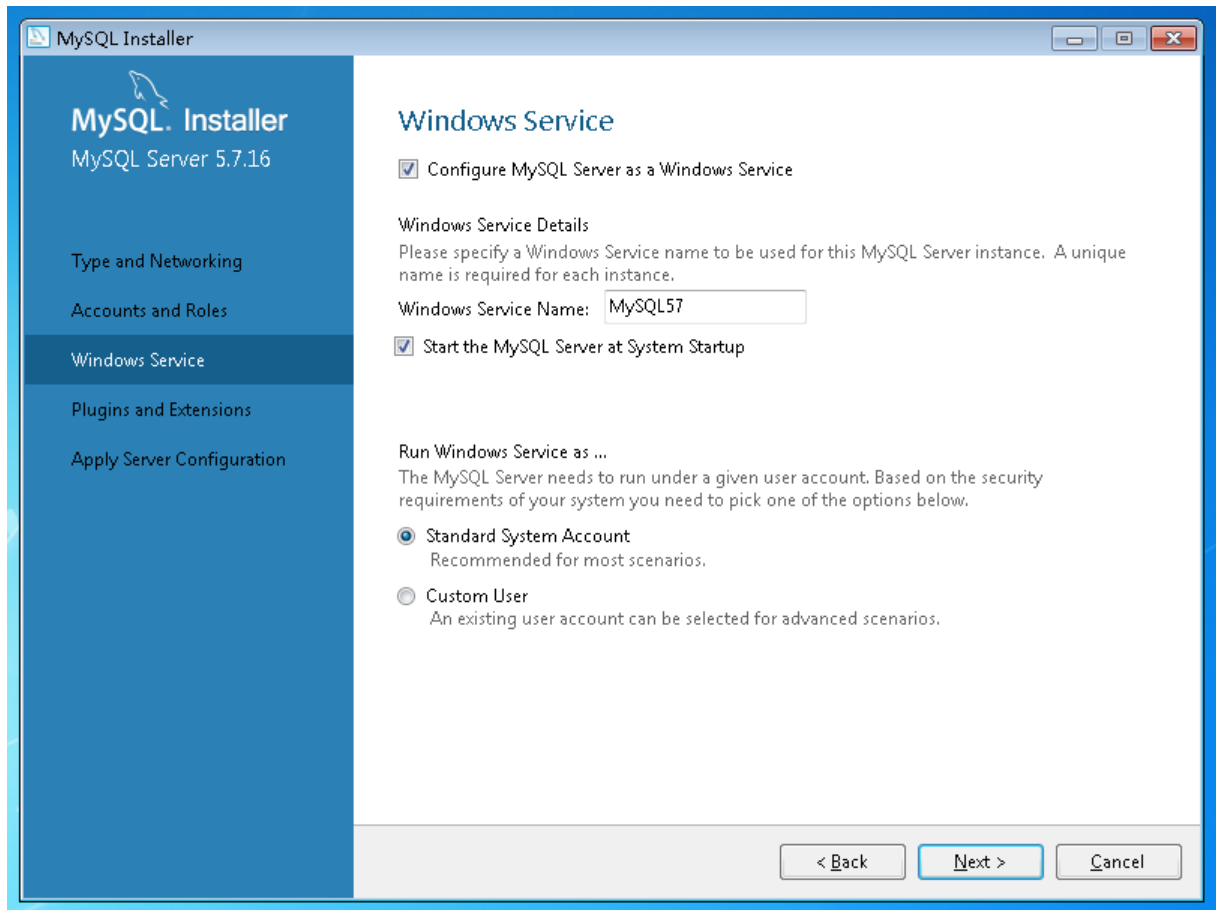 MySQL Installer
MySQL. Installer
MySQL Server 5.7.16
Type and Networking
Accounts and Roles
Windows Service
Plugins and Extensions
Apply Server Configuration
Windows Service
Configure MySQL Server as a Windows Service
Windows Service Details
Please specify a Windows Service name to be used for this MySQL Server instance. A unique
name is required for each instance.
Windows Service Name: MySQL57
Start the MySQL Server at System Startup
Run Windows Service as ...
The MySQL Server needs to run under a given user account. Based on the security
requirements of your system you need to pick one of the options below.
Standard System Account
Recommended for most scenarios.
Custom User
An existing user account can be selected for advanced scenarios.
< Back
Next >
Cancel